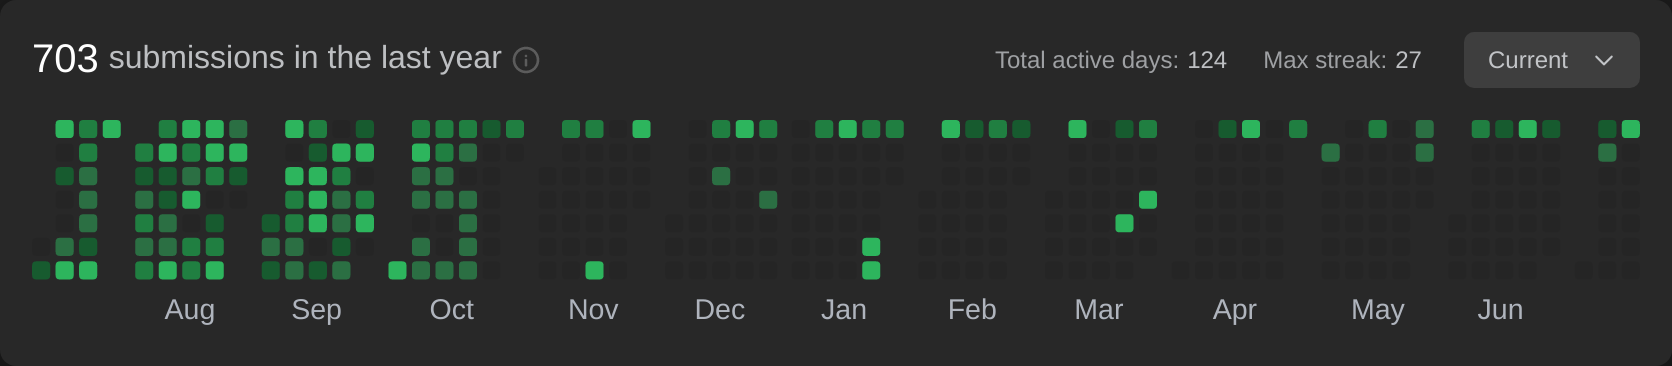 703 submissions in the last year
Total active days: 124 Max streak: 27 Current
Aug Sep Oct Nov Dec Jan Feb Mar Apr May Jun